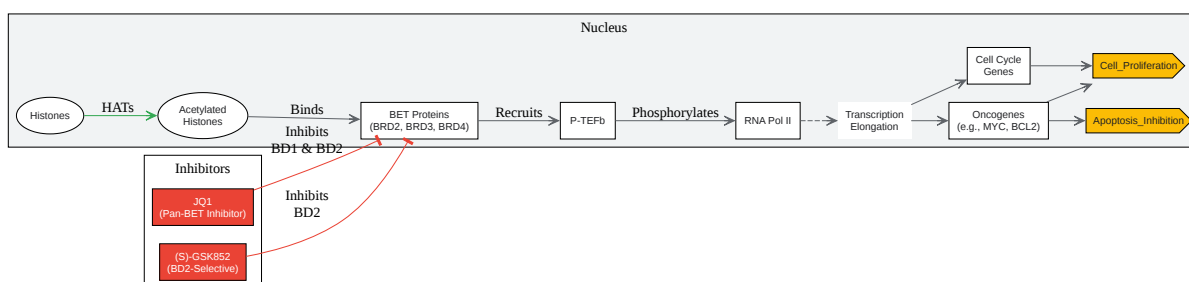 Nucleus
Histones
HATs
Acetylated
Histones
Binds
BET Proteins
(BRD2, BRD3, BRD4)
Recruits
P-TEFb
Phosphorylates
RNA Pol II
Transcription
Elongation
Cell Cycle
Genes
Oncogenes
(e.g., MYC, BCL2)
Cell_Proliferation
Apoptosis_Inhibition
Inhibits
BD1 & BD2
Inhibitors
JQ1
(Pan-BET Inhibitor)
Inhibits
BD2
(S)-GSK852
(BD2-Selective)